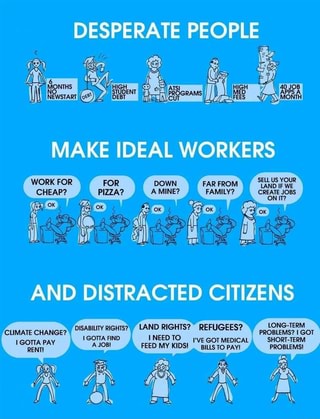 DESPERATE PEOPLE
6
MONTHS
NO
NEWSTART
DEBT
HIGH
STUDENT
DEBT
ATSI
PROGRAMS
CUT
HIGH
MED
FEES
40 JOB
APPS A
MONTH
MAKE IDEAL WORKERS
WORK FOR
CHEAP?
OK
FOR
PIZZA?
OK
DOWN
A MINE?
OK
FAR FROM
FAMILY?
OK
SELL US YOUR
LAND IF WE
CREATE JOBS
ON IT?
OK
AND DISTRACTED CITIZENS
CLIMATE CHANGE?
I GOTTA PAY
RENT!
DISABILITY RIGHTS?
I GOTTA FIND
A JOB!
LAND RIGHTS?
I NEED TO
FEED MY KIDS!
REFUGEES?
I'VE GOT MEDICAL
BILLS TO PAY!
LONG-TERM
PROBLEMS? I GOT
SHORT-TERM
PROBLEMS!